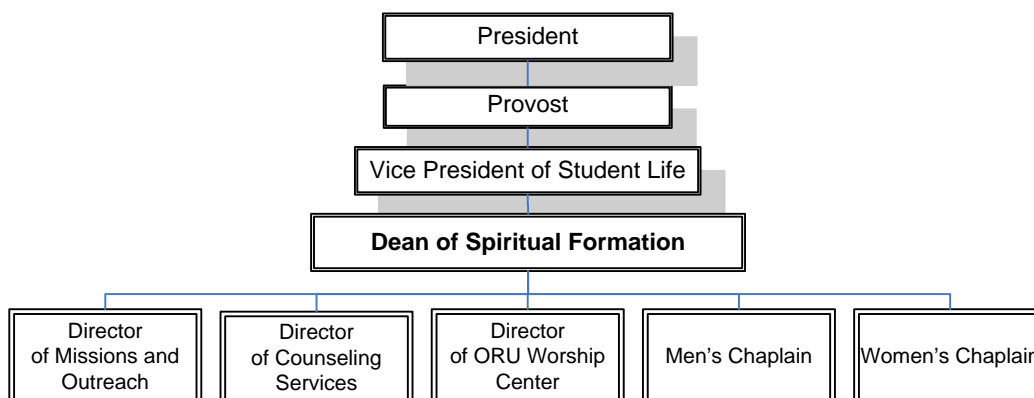 President
Provost
Vice President of Student Life
Dean of Spiritual Formation
Director
of Missions and
Outreach
Director
of Counseling
Services
Director
of ORU Worship
Center
Men’s Chaplain
Women’s Chaplain